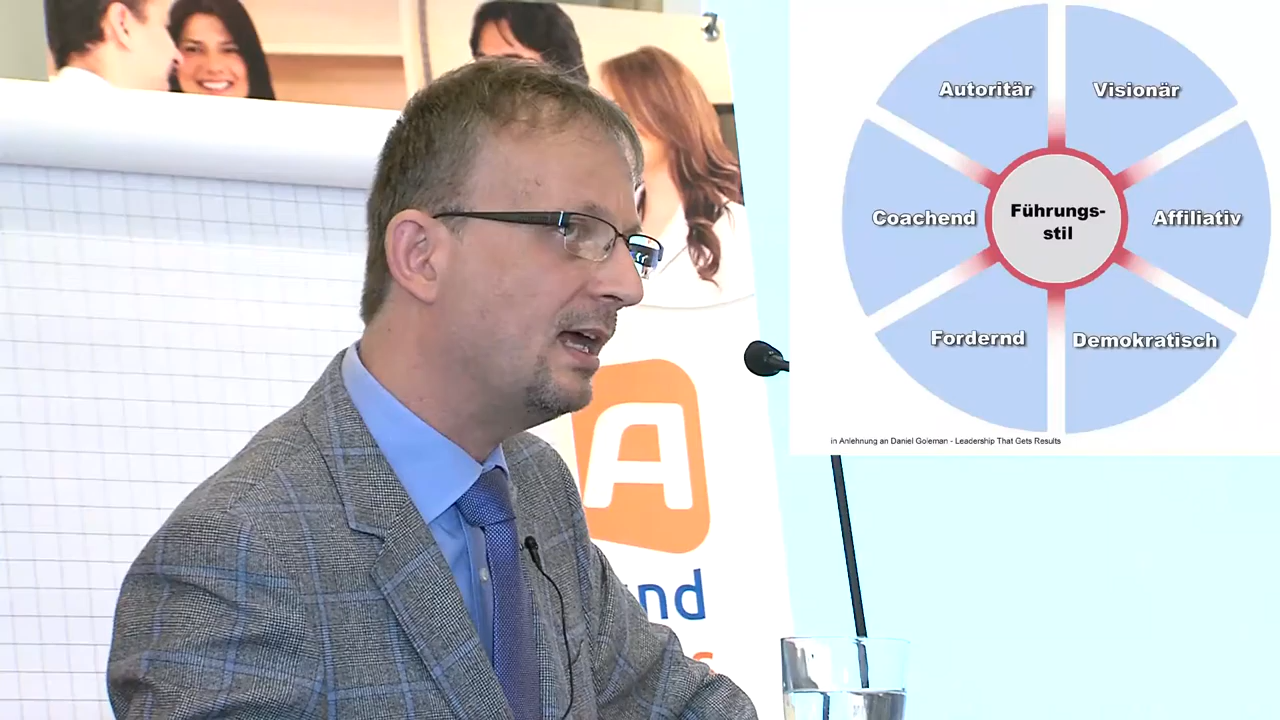 Autoritär
Visionär
Coachend
Führungs-
stil
Affiliativ
Fordernd
Demokratisch
in Anlehnung an Daniel Goleman - Leadership That Gets Results
A
nd